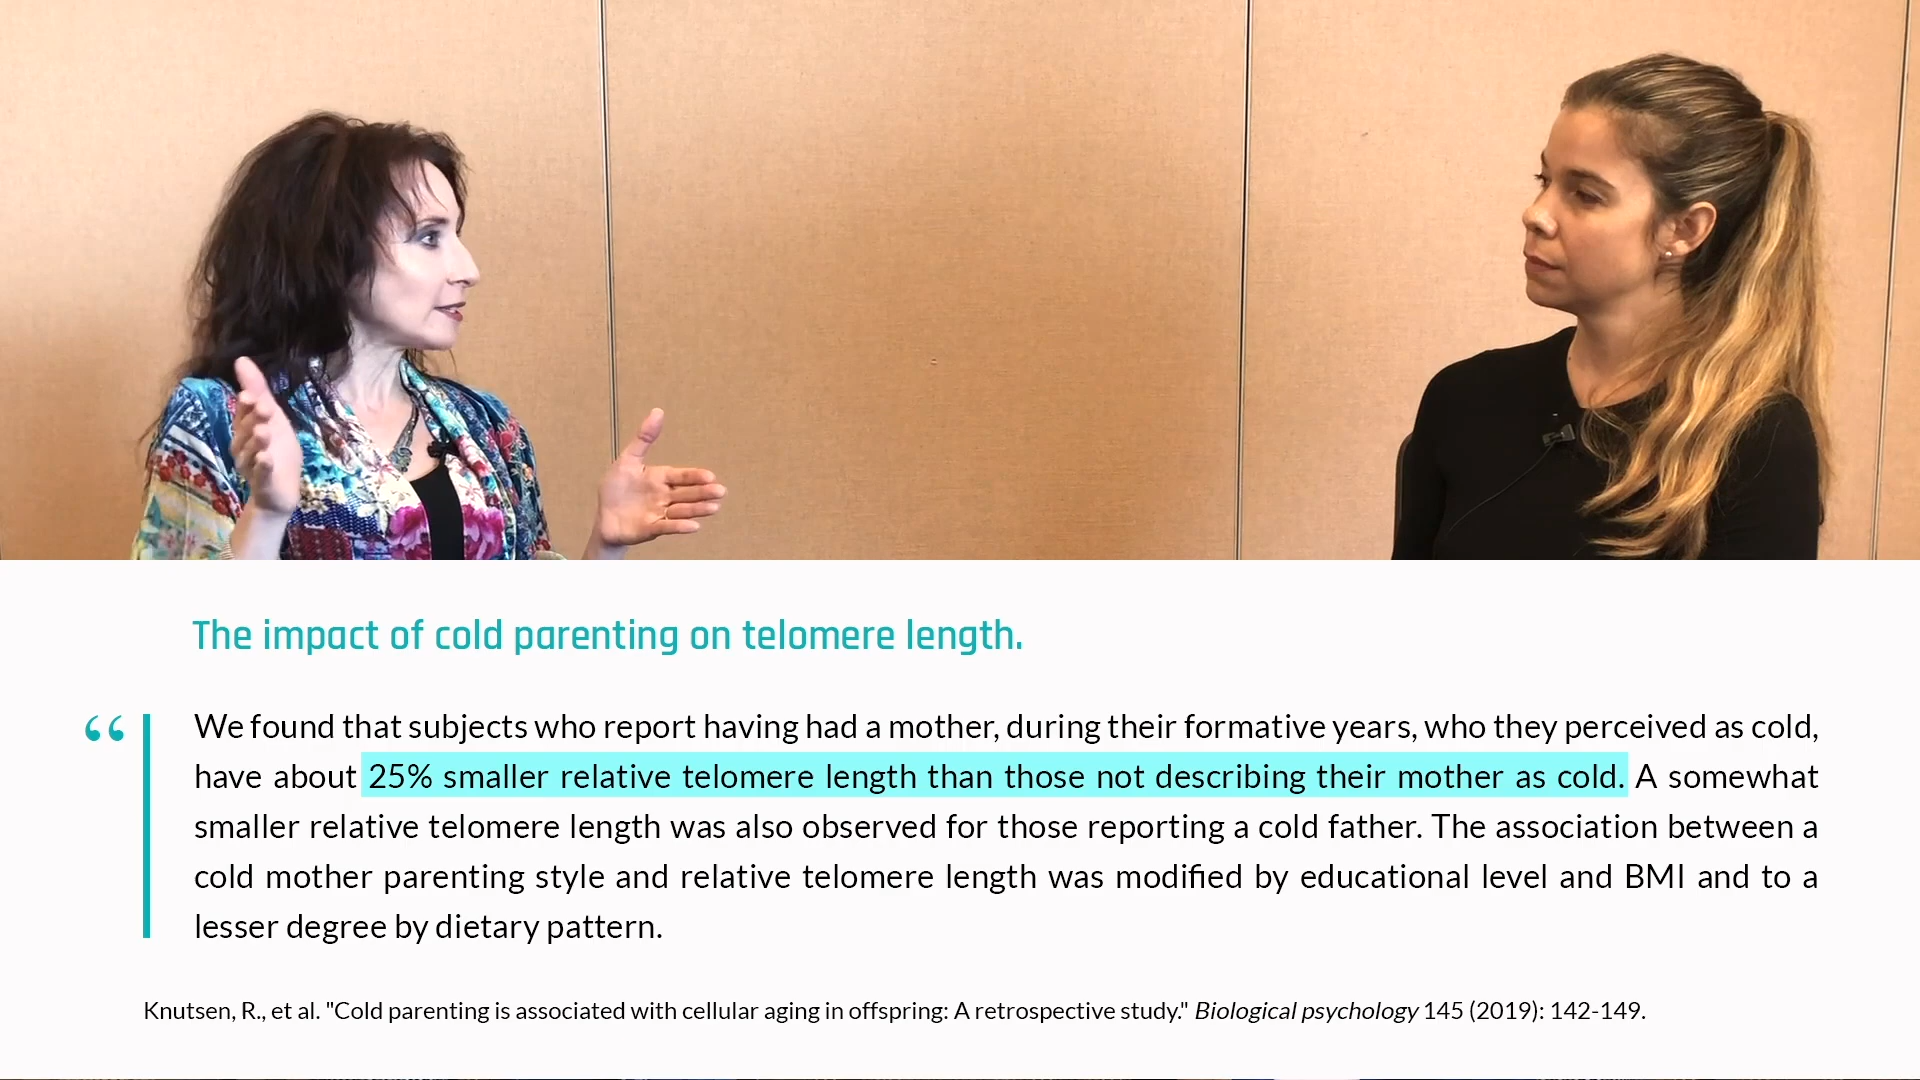 The impact of cold parenting on telomere length.
“
We found that subjects who report having had a mother, during their formative years, who they perceived as cold,
have about 25% smaller relative telomere length than those not describing their mother as cold. A somewhat
smaller relative telomere length was also observed for those reporting a cold father. The association between a
cold mother parenting style and relative telomere length was modified by educational level and BMI and to a
lesser degree by dietary pattern.
Knutsen, R., et al. "Cold parenting is associated with cellular aging in offspring: A retrospective study." Biological psychology 145 (2019): 142-149.